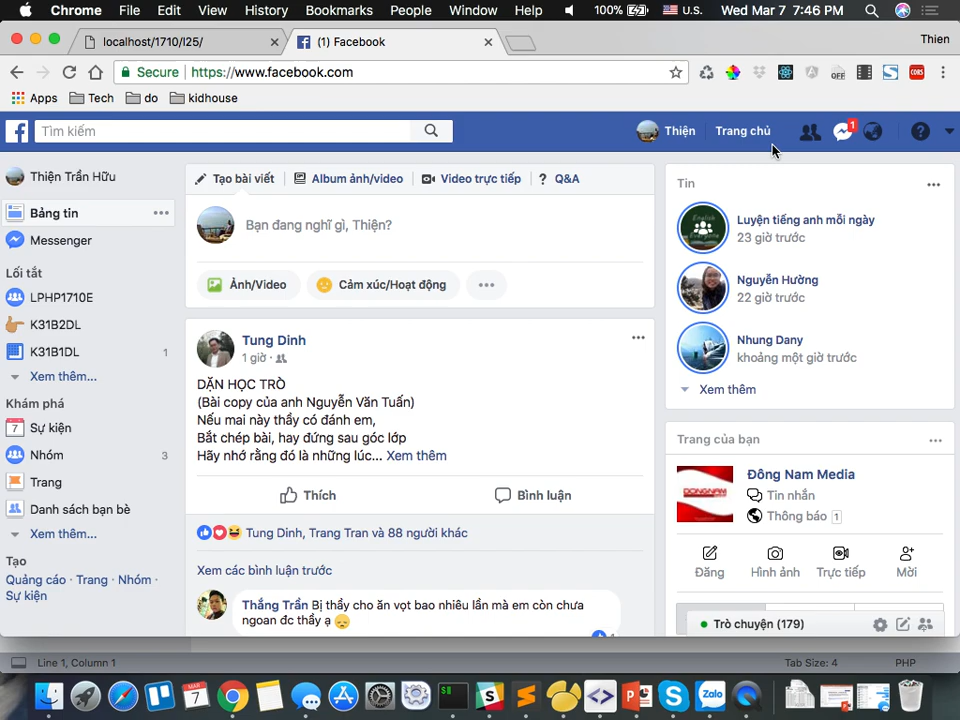 Chrome File Edit View History Bookmarks People Window Help 100% U.S. Wed Mar 7 7:46 PM
localhost/1710/l25/
(1) Facebook
Thien
Secure https://www.facebook.com
OFF
CORS
Apps Tech do kidhouse
Tìm kiếm
Thiện Trang chủ 1
Thiện Trần Hữu
Bảng tin
Messenger
Lối tắt
LPHP1710E
K31B2DL
K31B1DL 1
Xem thêm...
Khám phá
7 Sự kiện
Nhóm 3
Trang
Danh sách bạn bè
Xem thêm...
Tạo
Quảng cáo · Trang · Nhóm ·
Sự kiện
Tạo bài viết Album ảnh/video Video trực tiếp ? Q&A
Bạn đang nghĩ gì, Thiện?
Ảnh/Video Cảm xúc/Hoạt động
Tung Dinh
1 giờ ·
DẶN HỌC TRÒ
(Bài copy của anh Nguyễn Văn Tuấn)
Nếu mai này thầy có đánh em,
Bắt chép bài, hay đứng sau góc lớp
Hãy nhớ rằng đó là những lúc... Xem thêm
Thích Bình luận
Tung Dinh, Trang Tran và 88 người khác
Xem các bình luận trước
Thắng Trần Bị thầy cho ăn vọt bao nhiêu lần mà em còn chưa
ngoan đc thầy ạ
Tin
English
Everyone
Luyện tiếng anh mỗi ngày
23 giờ trước
Nguyễn Hường
22 giờ trước
Nhung Dany
khoảng một giờ trước
Xem thêm
Trang của bạn
DONGNAM
Đông Nam Media
Tin nhắn
Thông báo 1
Đăng Hình ảnh Trực tiếp Mời
Trò chuyện (179)
Line 1, Column 1 Tab Size: 4 PHP
MAR
7
Zalo